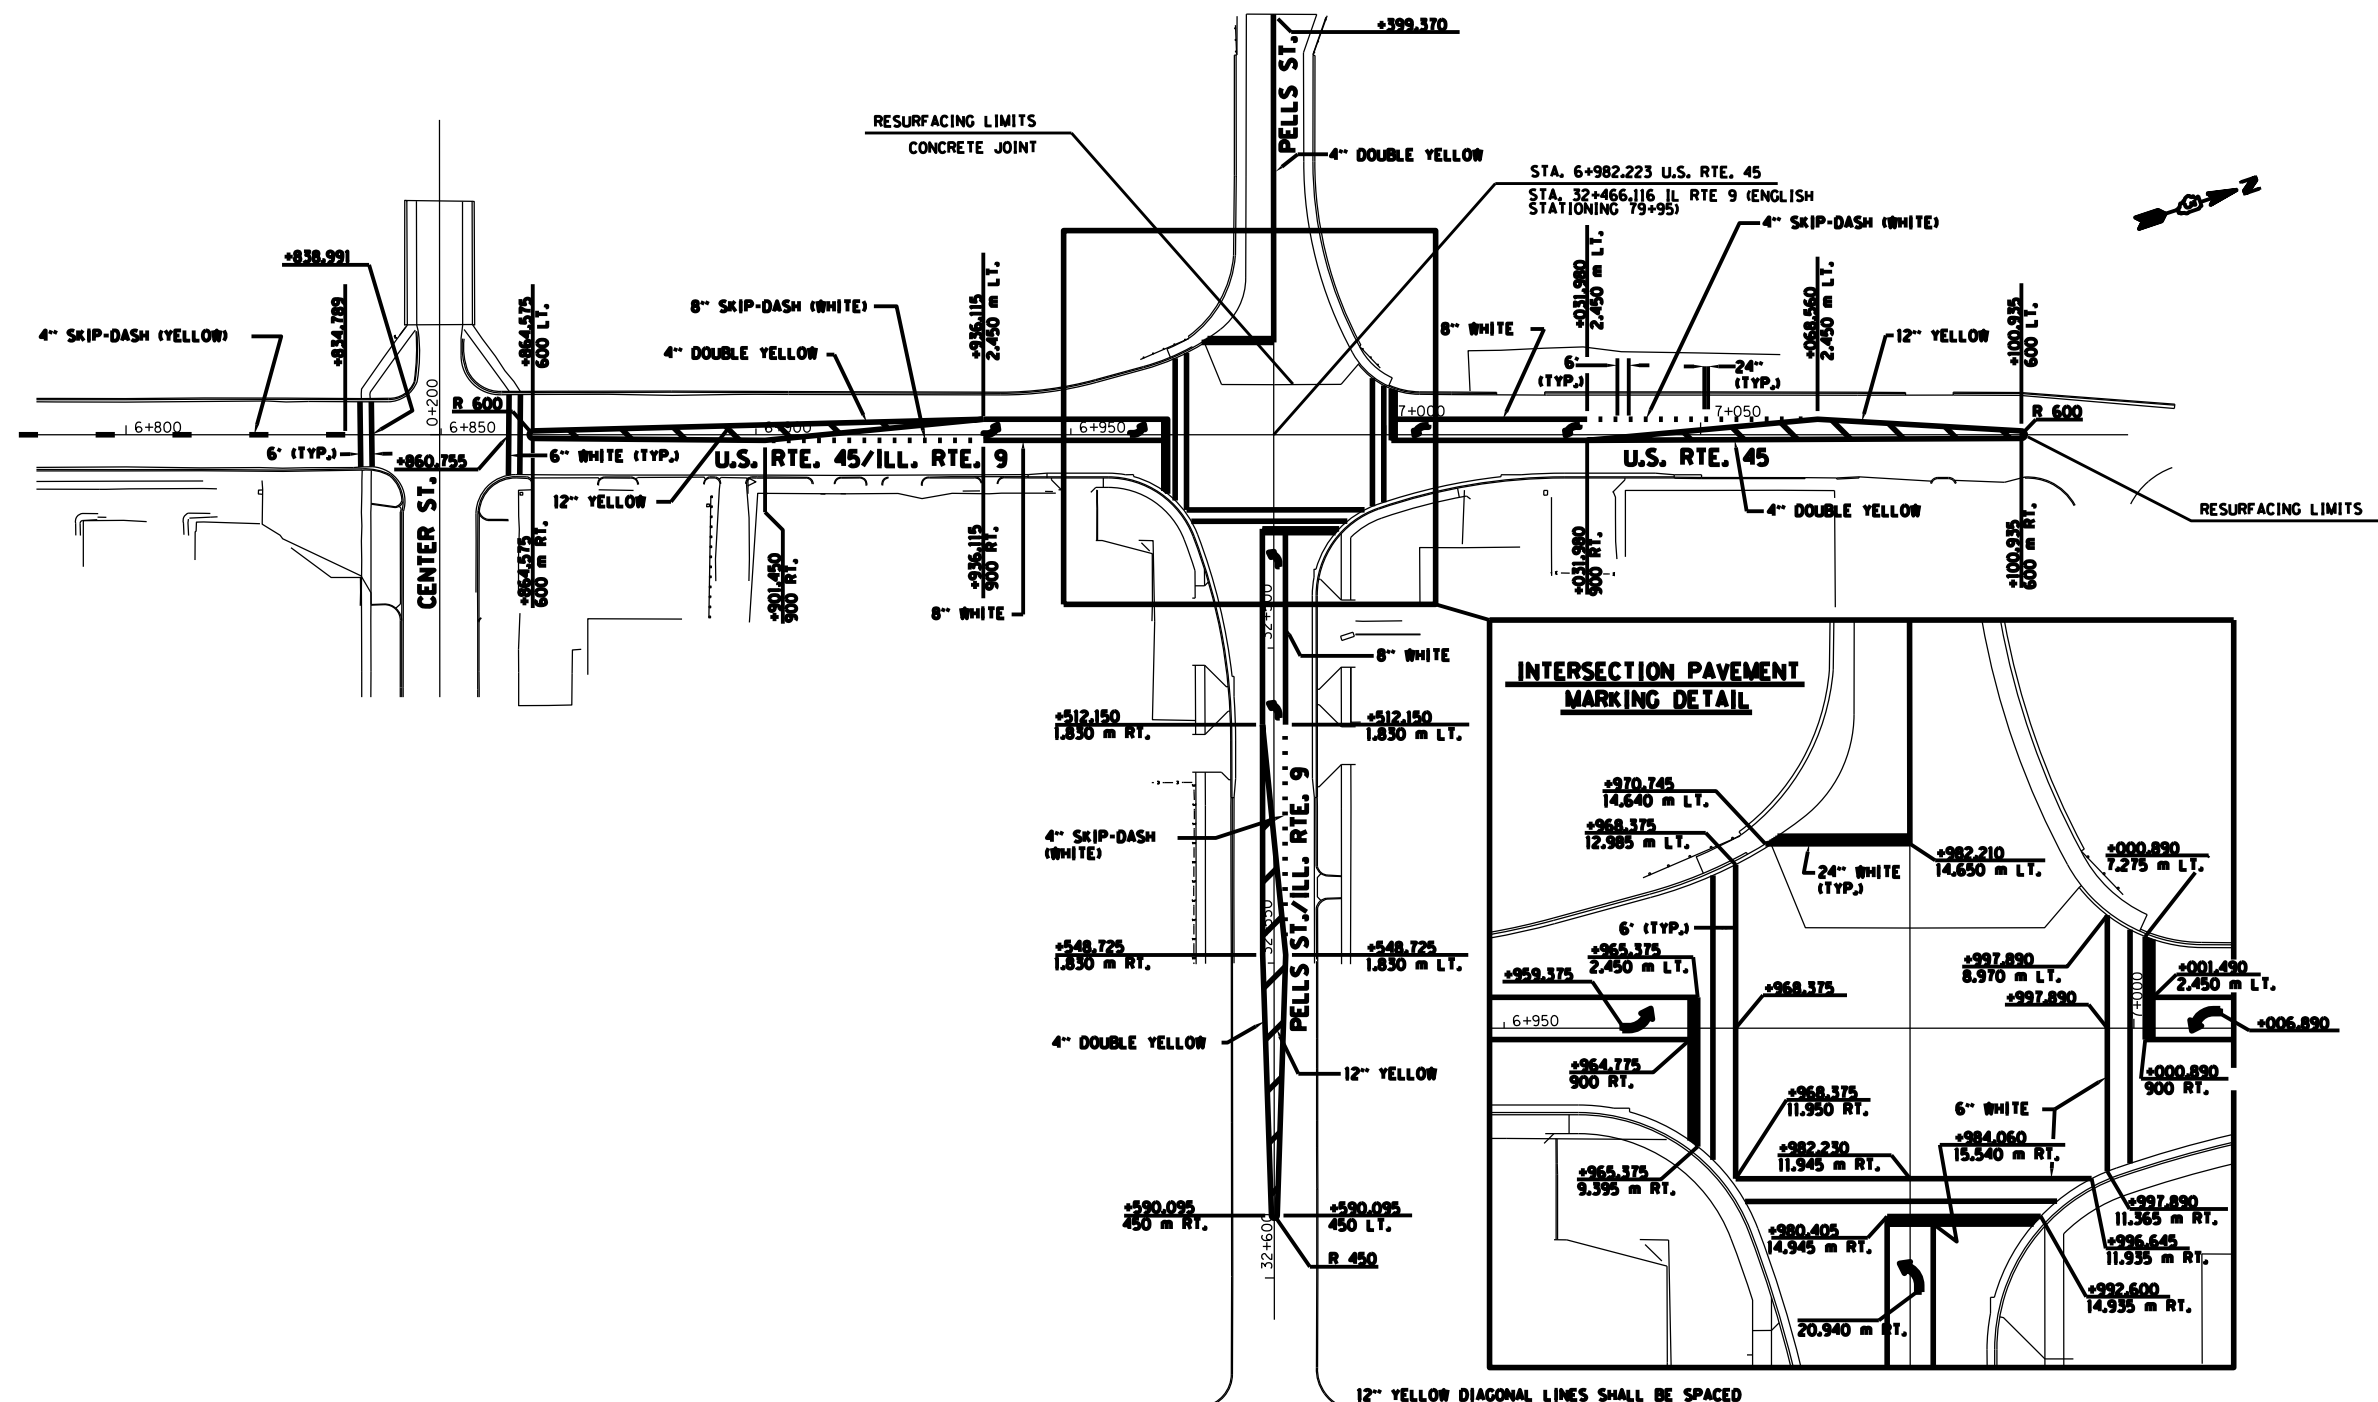 +399.370
PELLS ST.
RESURFACING LIMITS
CONCRETE JOINT
4" DOUBLE YELLOW
STA. 6+982.223 U.S. RTE. 45
STA. 32+466.116 IL RTE 9 (ENGLISH
STATIONING 79+95)
4" SKIP-DASH (WHITE)
N
+838.991
+834.789
4" SKIP-DASH (YELLOW)
+864.575
600 LT.
8" SKIP-DASH (WHITE)
4" DOUBLE YELLOW
+936.115
2.450 m LT.
8" WHITE
+031.980
2.450 m LT.
6'
(TYP.)
24"
(TYP.)
+068.560
2.450 m LT.
12" YELLOW
+100.935
600 LT.
R 600
0+200
R 600
6+800
6+850
6+900
6+950
7+000
7+050
6' (TYP.)
+860.755
6" WHITE (TYP.)
U.S. RTE. 45/ILL. RTE. 9
U.S. RTE. 45
12" YELLOW
4" DOUBLE YELLOW
RESURFACING LIMITS
CENTER ST.
+864.575
600 m RT.
+901.450
900 RT.
+936.115
900 RT.
8" WHITE
+031.980
900 RT.
+100.935
600 m RT.
32+500
8" WHITE
+512.150
1.830 m RT.
+512.150
1.830 m LT.
4" SKIP-DASH
(WHITE)
PELLS ST./ILL. RTE. 9
32+550
+548.725
1.830 m RT.
+548.725
1.830 m LT.
4" DOUBLE YELLOW
12" YELLOW
+590.095
450 m RT.
+590.095
450 LT.
32+600
R 450
INTERSECTION PAVEMENT
MARKING DETAIL
+970.745
14.640 m LT.
+968.375
12.985 m LT.
24" WHITE
(TYP.)
+982.210
14.650 m LT.
+000.890
7.275 m LT.
6' (TYP.)
+965.375
2.450 m LT.
+959.375
+968.375
+997.890
8.970 m LT.
+997.890
7+000
+001.490
2.450 m LT.
6+950
+006.890
+964.775
900 RT.
+000.890
900 RT.
+968.375
11.950 RT.
6" WHITE
+982.230
11.945 m RT.
+984.060
15.540 m RT.
+965.375
9.395 m RT.
+997.890
11.365 m RT.
+980.405
14.945 m RT.
+996.645
11.935 m RT.
+992.600
14.935 m RT.
20.940 m RT.
12" YELLOW DIAGONAL LINES SHALL BE SPACED